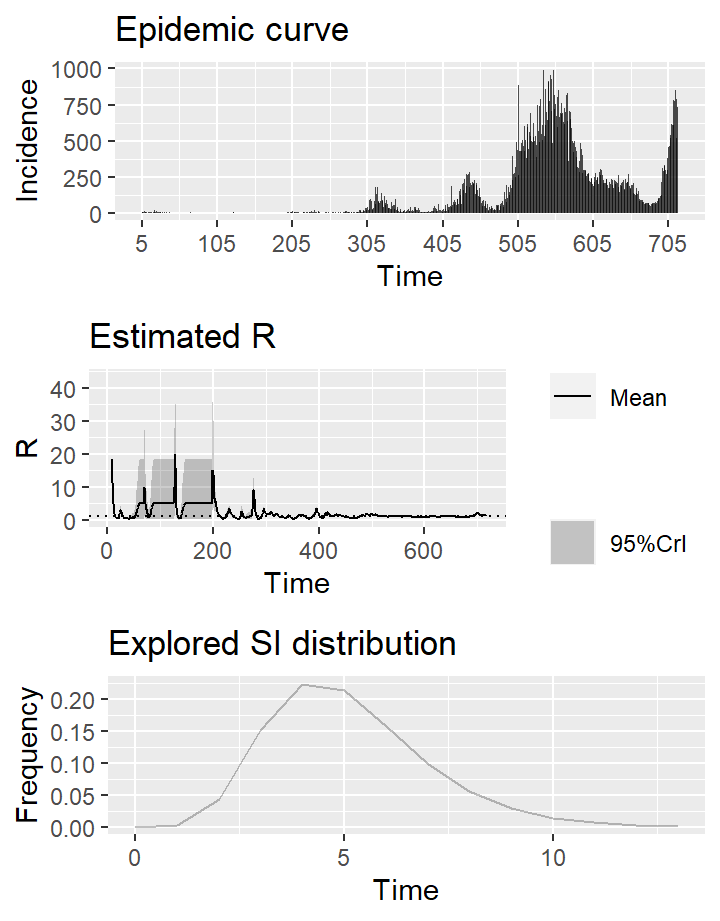 Epidemic curve
1000
750
500
250
0
Incidence
5 105 205 305 405 505 605 705
Time
Estimated R
40
30
20
10
0
R
0 200 400 600
Time
Mean
95%CrI
Explored SI distribution
0.20
0.15
0.10
0.05
0.00
Frequency
0 5 10
Time